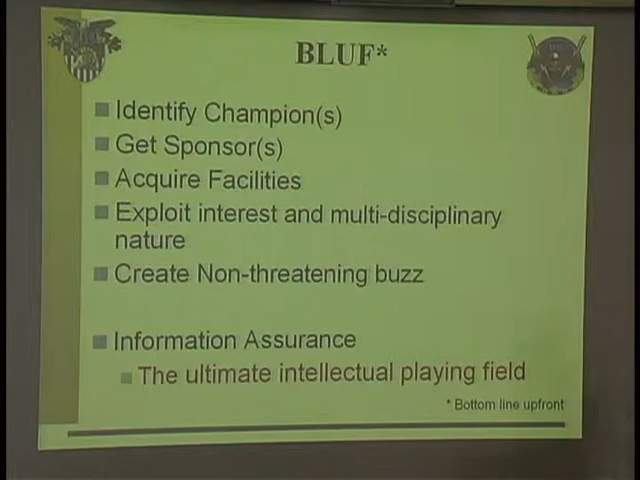 BLUF*
Identify Champion(s)
Get Sponsor(s)
Acquire Facilities
Exploit interest and multi-disciplinary
nature
Create Non-threatening buzz
Information Assurance
The ultimate intellectual playing field
* Bottom line upfront